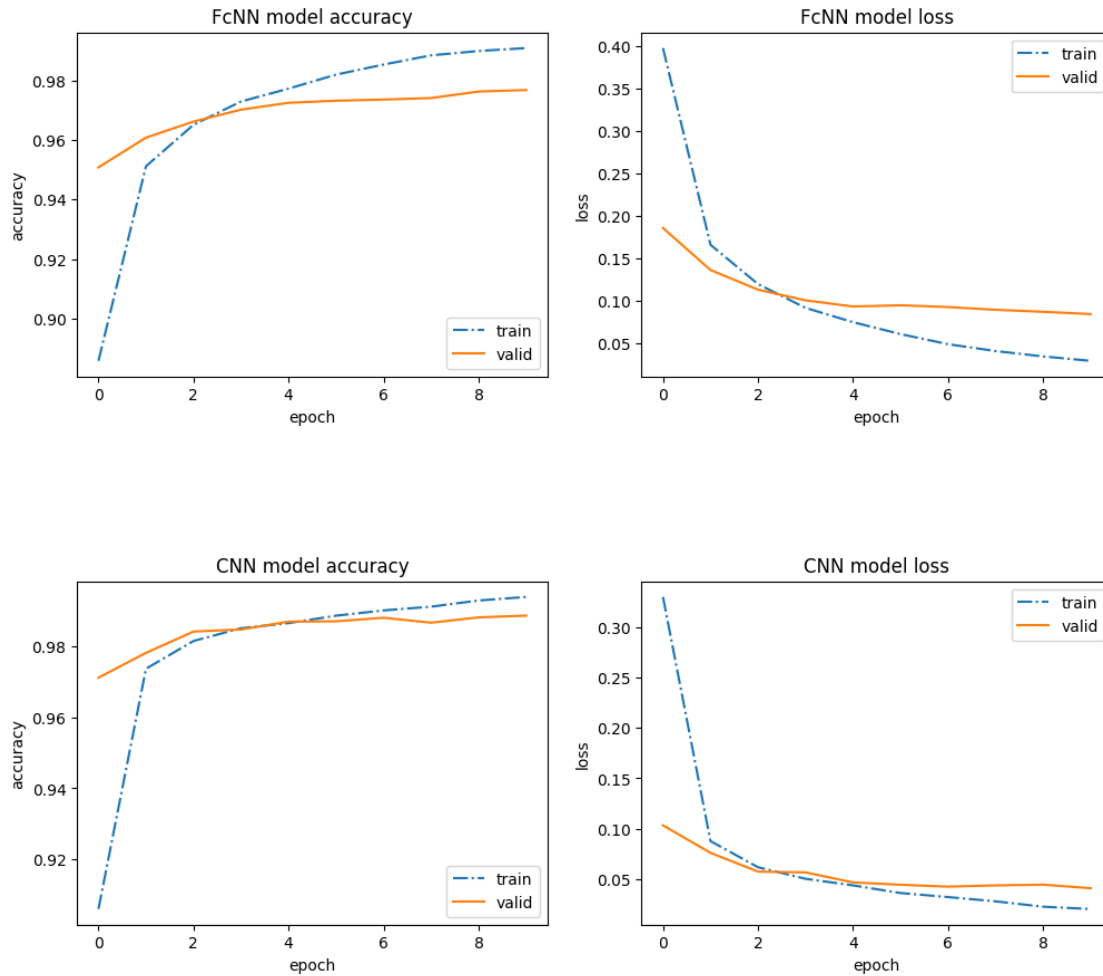 FcNN model accuracy
0.98
0.96
0.94
0.92
0.90
accuracy
train
valid
0 2 4 6 8
epoch
FcNN model loss
0.40
0.35
0.30
0.25
0.20
0.15
0.10
0.05
loss
train
valid
0 2 4 6 8
epoch
CNN model accuracy
0.98
0.96
0.94
0.92
accuracy
train
valid
0 2 4 6 8
epoch
CNN model loss
0.30
0.25
0.20
0.15
0.10
0.05
loss
train
valid
0 2 4 6 8
epoch